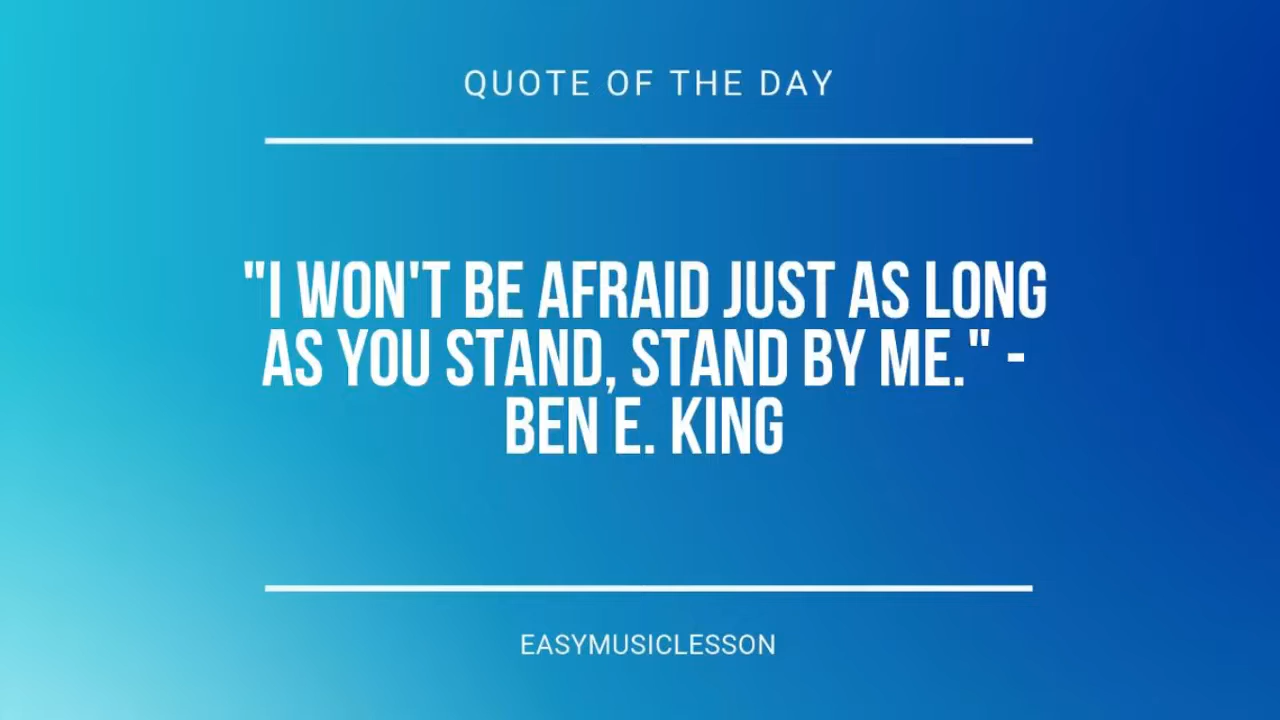 QUOTE OF THE DAY
"I WON'T BE AFRAID JUST AS LONG
AS YOU STAND, STAND BY ME." -
BEN E. KING
EASYMUSICLESSON